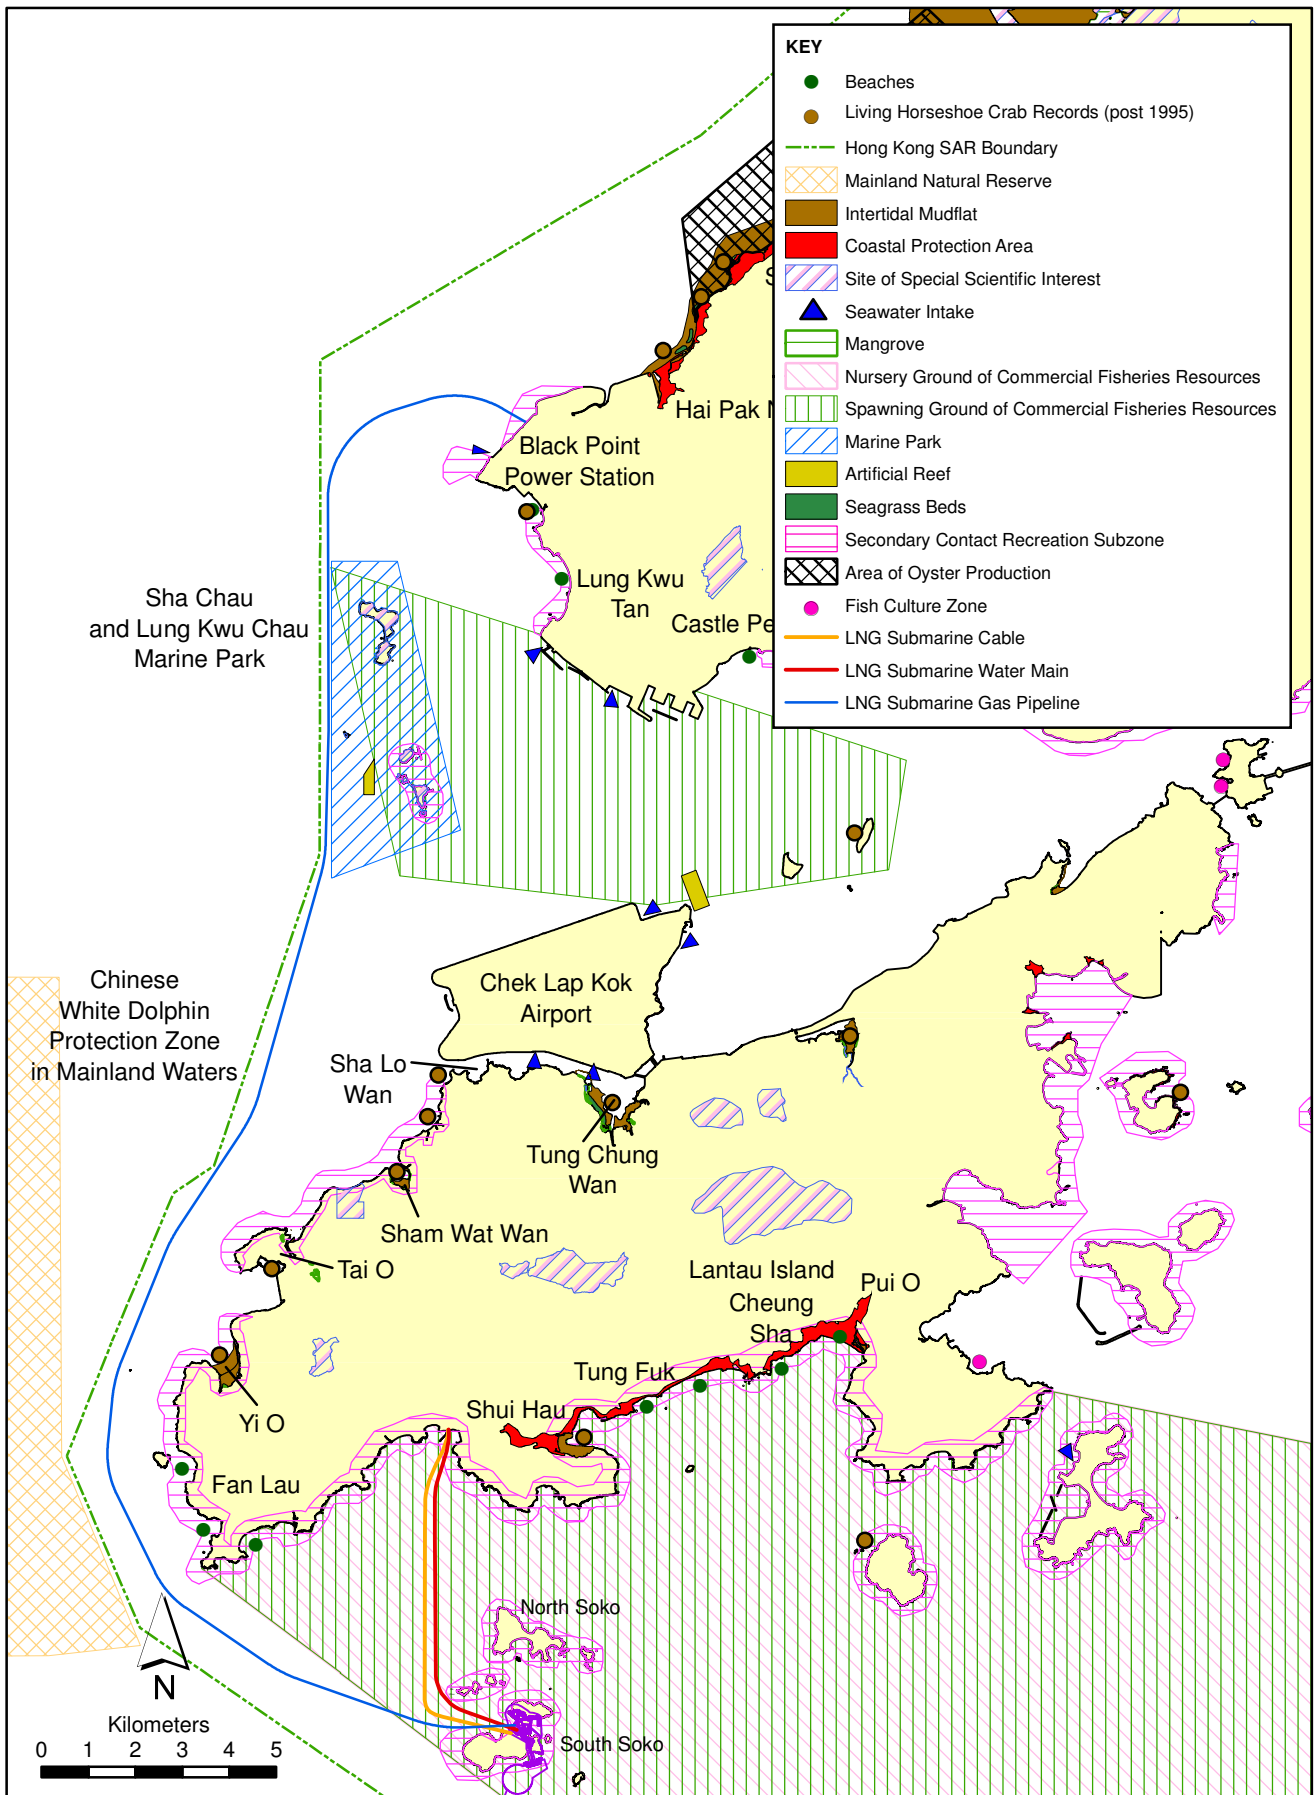 KEY
Beaches
Living Horseshoe Crab Records (post 1995)
Hong Kong SAR Boundary
Mainland Natural Reserve
Intertidal Mudflat
Coastal Protection Area
Site of Special Scientific Interest
Seawater Intake
Mangrove
Nursery Ground of Commercial Fisheries Resources
Spawning Ground of Commercial Fisheries Resources
Marine Park
Artificial Reef
Seagrass Beds
Secondary Contact Recreation Subzone
Area of Oyster Production
Fish Culture Zone
LNG Submarine Cable
LNG Submarine Water Main
LNG Submarine Gas Pipeline
S
Hai Pak N
Black Point
Power Station
Lung Kwu
Tan
Castle Pe
Sha Chau
and Lung Kwu Chau
Marine Park
Chinese
White Dolphin
Protection Zone
in Mainland Waters
Chek Lap Kok
Airport
Sha Lo
Wan
Tung Chung
Wan
Sham Wat Wan
Tai O
Lantau Island
Pui O
Cheung
Sha
Tung Fuk
Shui Hau
Yi O
Fan Lau
North Soko
South Soko
N
Kilometers
0 1 2 3 4 5